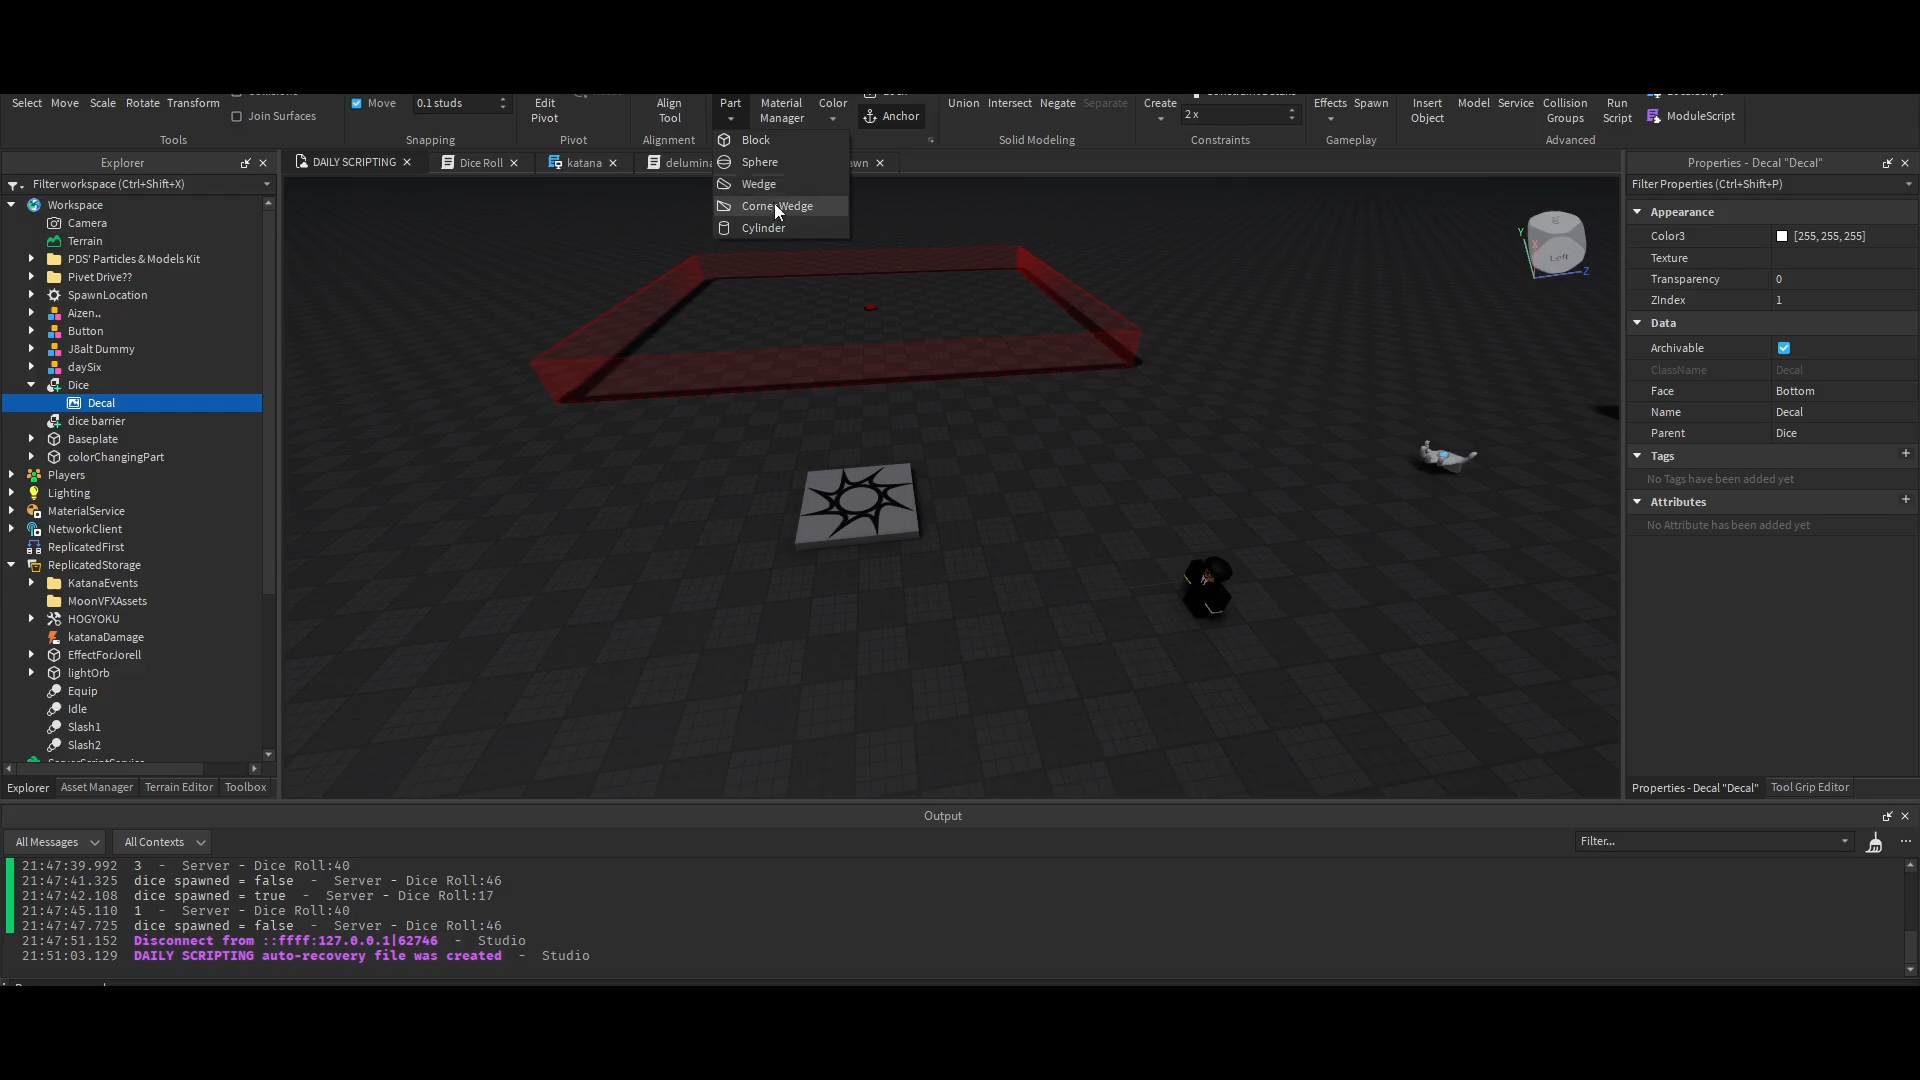 Select Move Scale Rotate Transform
Join Surfaces
Tools
Move 0.1 studs
Snapping
Edit Pivot
Pivot
Align Tool
Alignment
Part
Material Manager
Color
Anchor
Union Intersect Negate Separate
Solid Modeling
Create
2x
Constraints
Effects Spawn
Gameplay
Insert Object
Model Service
Collision Groups
Run Script
ModuleScript
Advanced
Block
Sphere
Wedge
Corner Wedge
Cylinder
Explorer
DAILY SCRIPTING × Dice Roll × katana × delumina awn ×
Filter workspace (Ctrl+Shift+X)
Workspace
Camera
Terrain
PDS' Particles & Models Kit
Pivet Drive??
SpawnLocation
Aizen..
Button
J8alt Dummy
daySix
Dice
Decal
dice barrier
Baseplate
colorChangingPart
Players
Lighting
MaterialService
NetworkClient
ReplicatedFirst
ReplicatedStorage
KatanaEvents
MoonVFXAssets
HOGYOKU
katanaDamage
EffectForJorell
lightOrb
Equip
Idle
Slash1
Slash2
Explorer Asset Manager Terrain Editor Toolbox
Y
X
Z
Left
Properties - Decal "Decal"
Filter Properties (Ctrl+Shift+P)
Appearance
Color3 [255, 255, 255]
Texture
Transparency 0
ZIndex 1
Data
Archivable
ClassName Decal
Face Bottom
Name Decal
Parent Dice
Tags
No Tags have been added yet
Attributes
No Attribute has been added yet
Properties - Decal "Decal" Tool Grip Editor
Output
All Messages All Contexts Filter...
21:47:39.992 3 - Server - Dice Roll:40
21:47:41.325 dice spawned = false - Server - Dice Roll:46
21:47:42.108 dice spawned = true - Server - Dice Roll:17
21:47:45.110 1 - Server - Dice Roll:40
21:47:47.725 dice spawned = false - Server - Dice Roll:46
21:47:51.152 Disconnect from ::ffff:127.0.0.1|62746 - Studio
21:51:03.129 DAILY SCRIPTING auto-recovery file was created - Studio